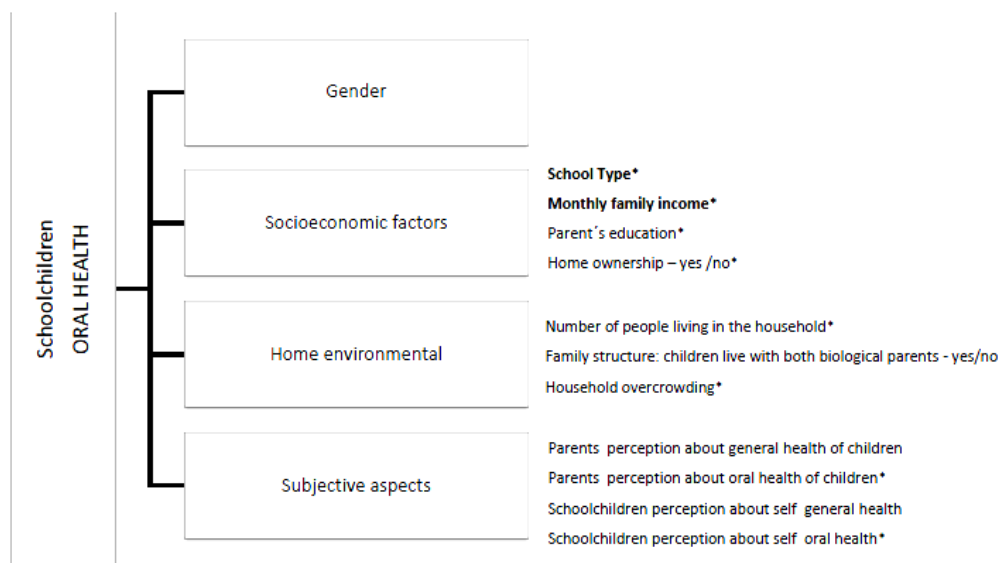 Schoolchildren
ORAL HEALTH
Gender
Socioeconomic factors
School Type*
Monthly family income*
Parent´s education*
Home ownership – yes /no*
Home environmental
Number of people living in the household*
Family structure: children live with both biological parents - yes/no
Household overcrowding*
Subjective aspects
Parents perception about general health of children
Parents perception about oral health of children*
Schoolchildren perception about self general health
Schoolchildren perception about self oral health*